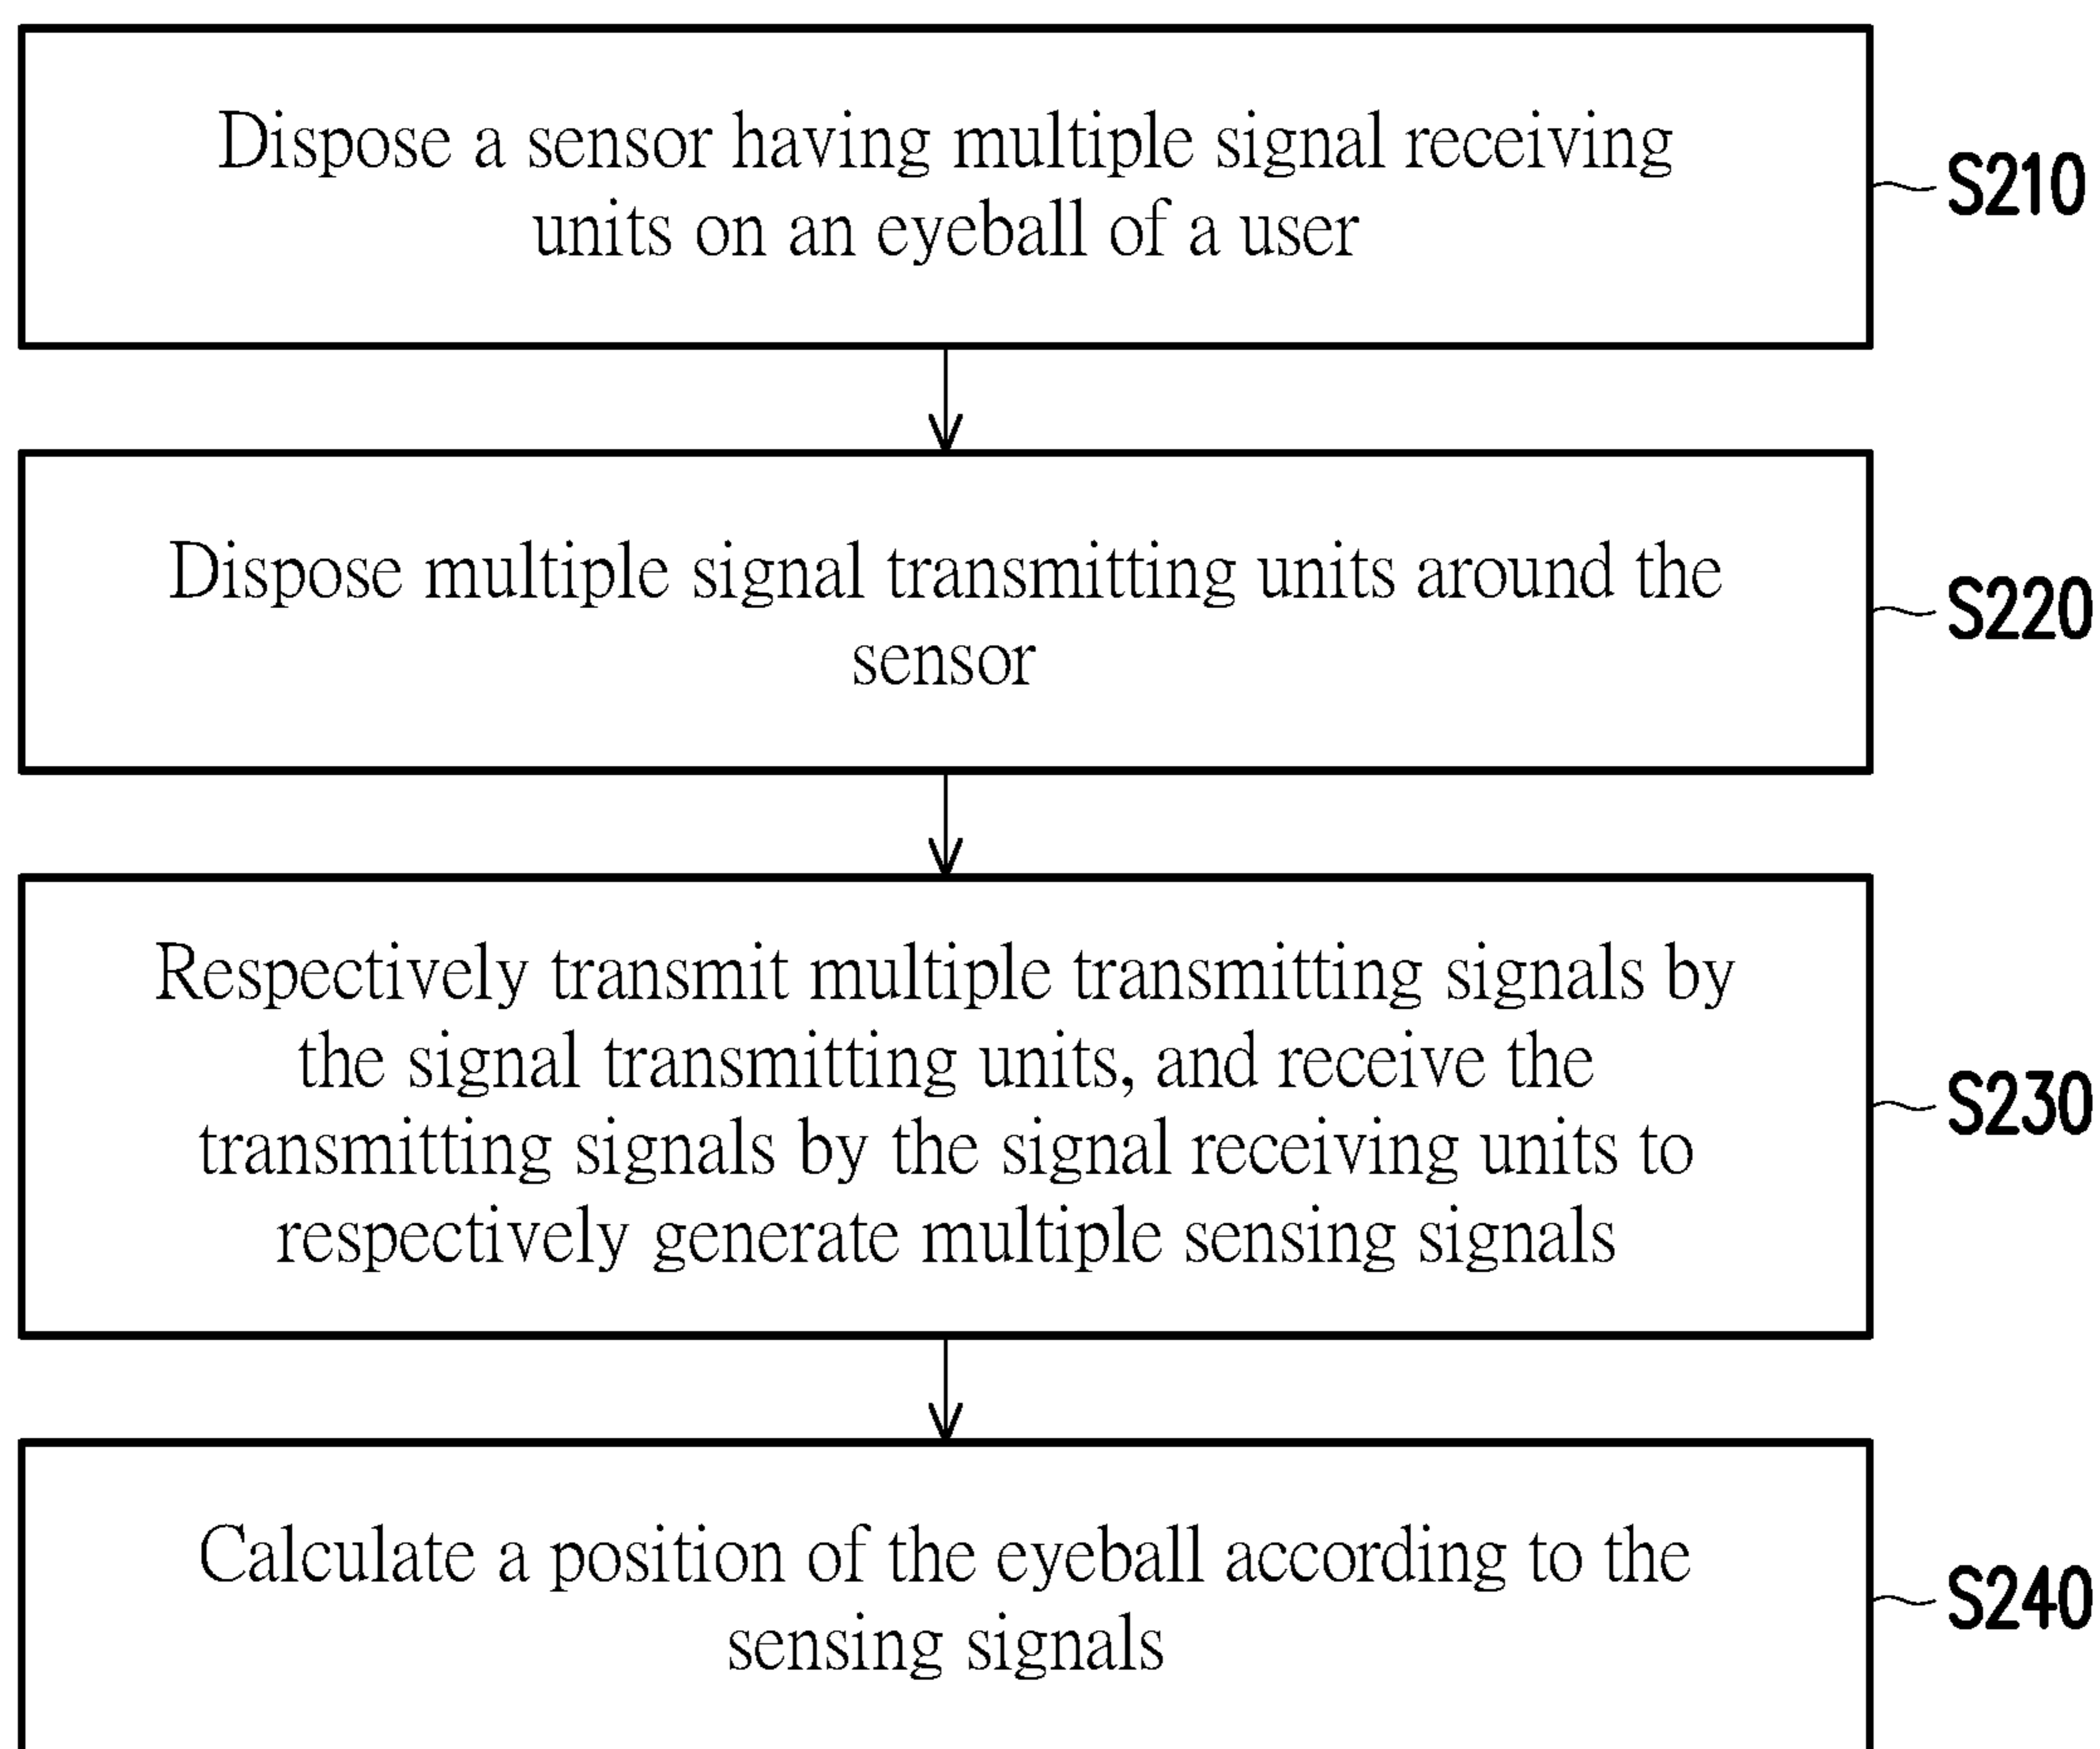 Dispose a sensor having multiple signal receiving
units on an eyeball of a user
S210
Dispose multiple signal transmitting units around the
sensor
S220
Respectively transmit multiple transmitting signals by
the signal transmitting units, and receive the
transmitting signals by the signal receiving units to
respectively generate multiple sensing signals
S230
Calculate a position of the eyeball according to the
sensing signals
S240